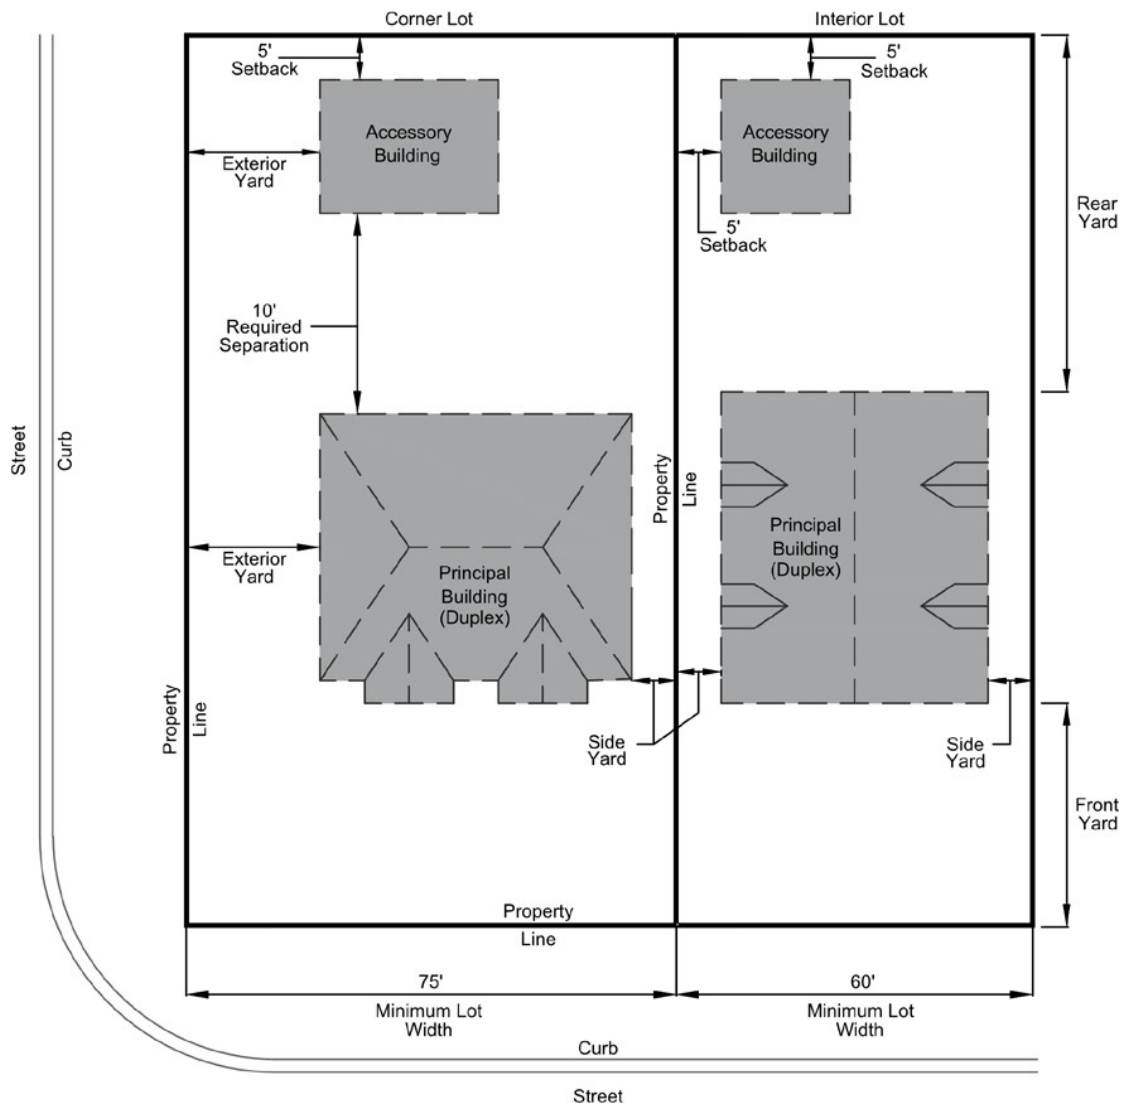 Corner Lot
Interior Lot
5'
Setback
5'
Setback
Accessory
Building
Accessory
Building
Exterior
Yard
Rear
Yard
5'
Setback
10'
Required
Separation
Street
Curb
Property
Line
Principal
Building
(Duplex)
Exterior
Yard
Principal
Building
(Duplex)
Property
Line
Side
Yard
Side
Yard
Front
Yard
Property
Line
75'
Minimum Lot
Width
60'
Minimum Lot
Width
Curb
Street